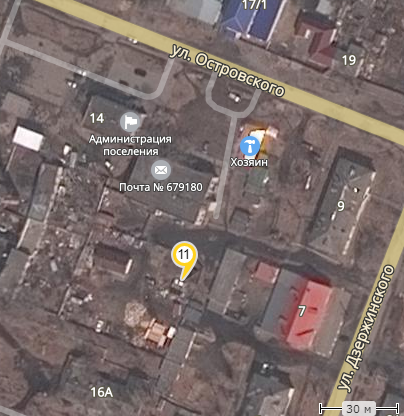 17/1
ул. Островского
19
14
Администрация
поселения
Хозяин
Почта № 679180
9
11
7
ул. Дзержинского
16А
30 м